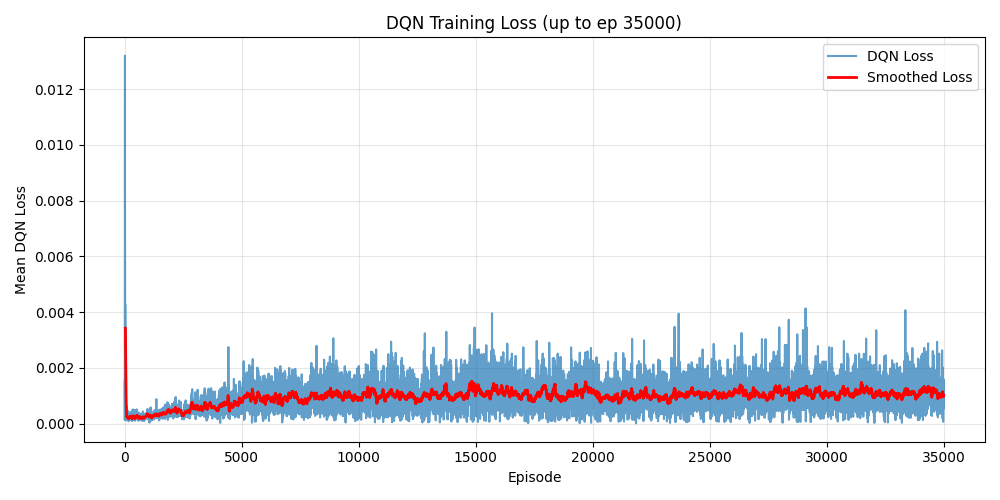 DQN Training Loss (up to ep 35000)
DQN Loss
Smoothed Loss
Mean DQN Loss
0.012
0.010
0.008
0.006
0.004
0.002
0.000
0 5000 10000 15000 20000 25000 30000 35000
Episode